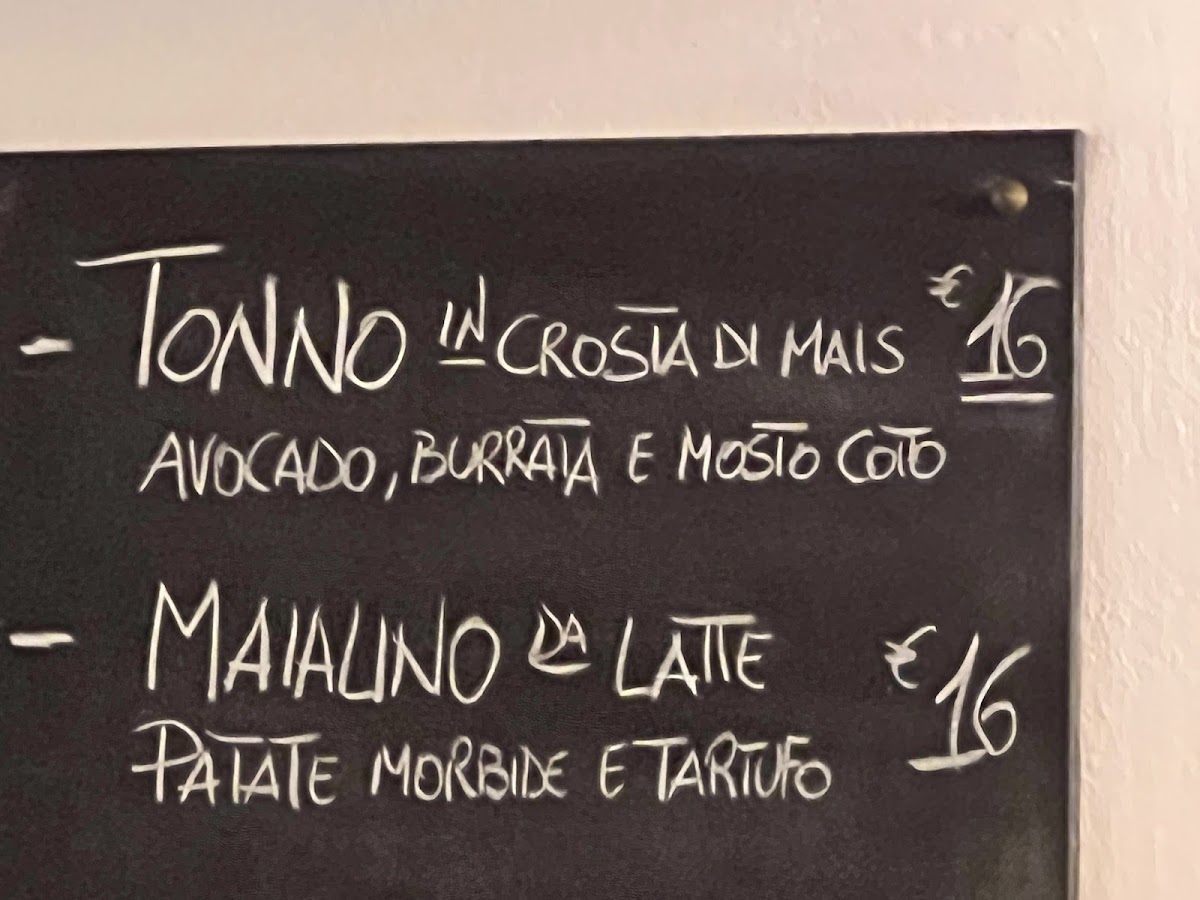 - TONNO IN CROSTA DI MAIS € 16
AVOCADO, BURRATA E MOSTO COTTO
- MAIALINO DA LATTE € 16
PATATE MORBIDE E TARTUFO